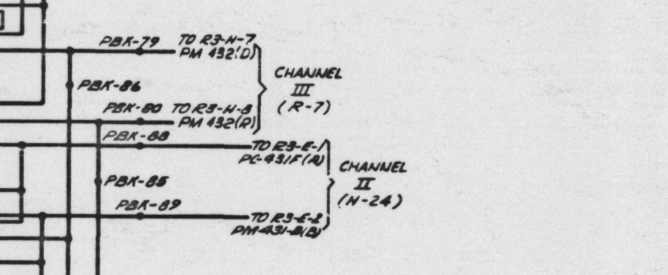 PBK-79 TO R3-H-7
PM 432(D)
CHANNEL
III
(R-7)
PBK-86
PBK-80 TO R3-H-8
PM 432(R)
PBK-88
TO R3-E-1
PC-431F(A)
CHANNEL
II
(H-24)
PBK-85
PBK-89
TO R3-E-2
PM-431-B(B)